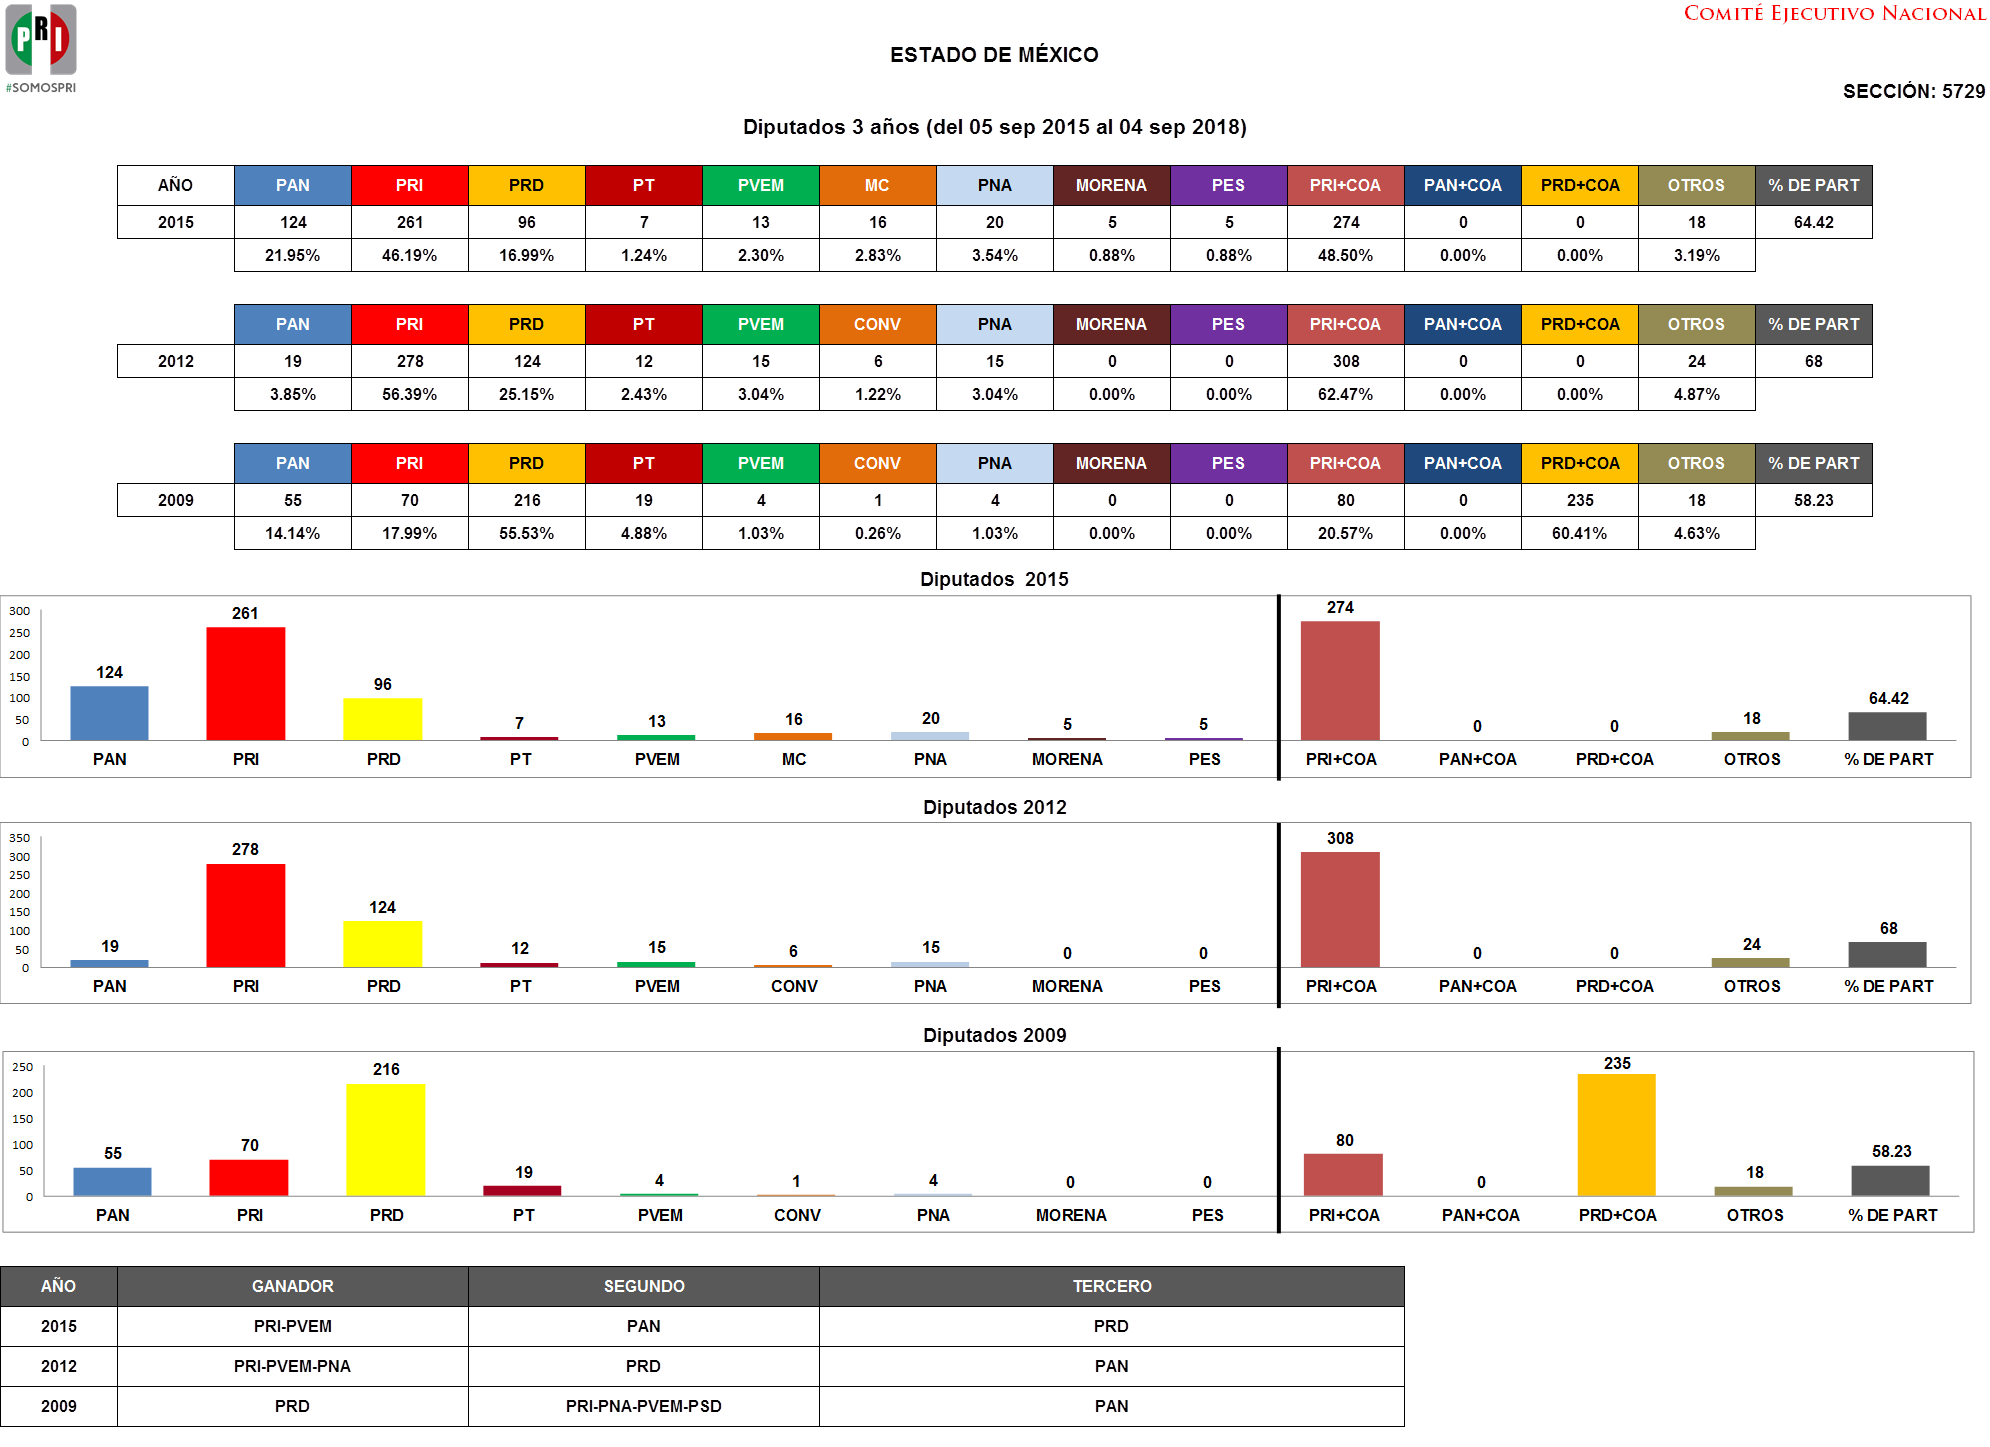 PRI
#SOMOSPRI
COMITÉ EJECUTIVO NACIONAL
ESTADO DE MÉXICO
SECCIÓN: 5729
Diputados 3 años (del 05 sep 2015 al 04 sep 2018)
AÑO PAN PRI PRD PT PVEM MC PNA MORENA PES PRI+COA PAN+COA PRD+COA OTROS % DE PART
2015 124 261 96 7 13 16 20 5 5 274 0 0 18 64.42
21.95% 46.19% 16.99% 1.24% 2.30% 2.83% 3.54% 0.88% 0.88% 48.50% 0.00% 0.00% 3.19%
PAN PRI PRD PT PVEM CONV PNA MORENA PES PRI+COA PAN+COA PRD+COA OTROS % DE PART
2012 19 278 124 12 15 6 15 0 0 308 0 0 24 68
3.85% 56.39% 25.15% 2.43% 3.04% 1.22% 3.04% 0.00% 0.00% 62.47% 0.00% 0.00% 4.87%
PAN PRI PRD PT PVEM CONV PNA MORENA PES PRI+COA PAN+COA PRD+COA OTROS % DE PART
2009 55 70 216 19 4 1 4 0 0 80 0 235 18 58.23
14.14% 17.99% 55.53% 4.88% 1.03% 0.26% 1.03% 0.00% 0.00% 20.57% 0.00% 60.41% 4.63%
Diputados 2015
300
250
200
150
100
50
0
124 261 96 7 13 16 20 5 5 274 0 0 18 64.42
PAN PRI PRD PT PVEM MC PNA MORENA PES PRI+COA PAN+COA PRD+COA OTROS % DE PART
Diputados 2012
350
300
250
200
150
100
50
0
19 278 124 12 15 6 15 0 0 308 0 0 24 68
PAN PRI PRD PT PVEM CONV PNA MORENA PES PRI+COA PAN+COA PRD+COA OTROS % DE PART
Diputados 2009
250
200
150
100
50
0
55 70 216 19 4 1 4 0 0 80 0 235 18 58.23
PAN PRI PRD PT PVEM CONV PNA MORENA PES PRI+COA PAN+COA PRD+COA OTROS % DE PART
AÑO GANADOR SEGUNDO TERCERO
2015 PRI-PVEM PAN PRD
2012 PRI-PVEM-PNA PRD PAN
2009 PRD PRI-PNA-PVEM-PSD PAN